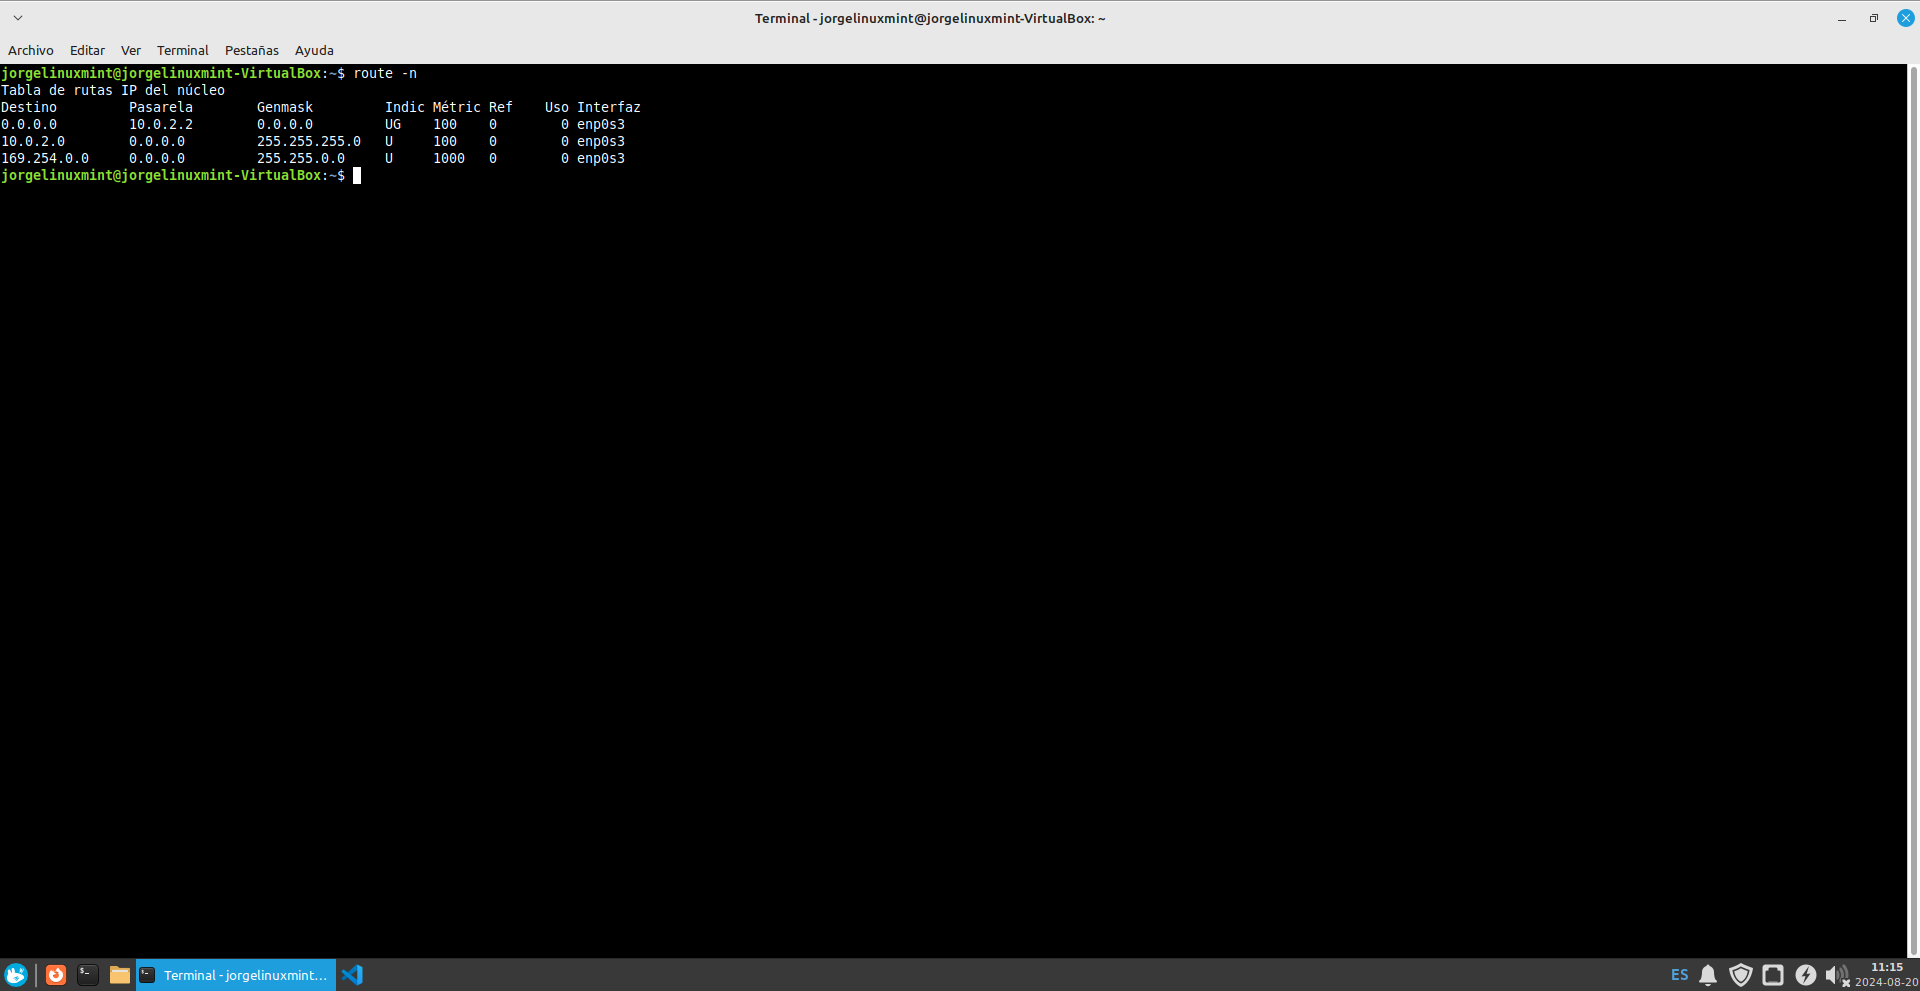 Terminal - jorgelinuxmint@jorgelinuxmint-VirtualBox: ~
Archivo Editar Ver Terminal Pestañas Ayuda
jorgelinuxmint@jorgelinuxmint-VirtualBox:~$ route -n
Tabla de rutas IP del núcleo
Destino         Pasarela        Genmask         Indic Métric Ref    Uso Interfaz
0.0.0.0         10.0.2.2        0.0.0.0         UG    100    0        0 enp0s3
10.0.2.0        0.0.0.0         255.255.255.0   U     100    0        0 enp0s3
169.254.0.0     0.0.0.0         255.255.0.0     U     1000   0        0 enp0s3
jorgelinuxmint@jorgelinuxmint-VirtualBox:~$
Terminal - jorgelinuxmint...
ES
11:15
2024-08-20